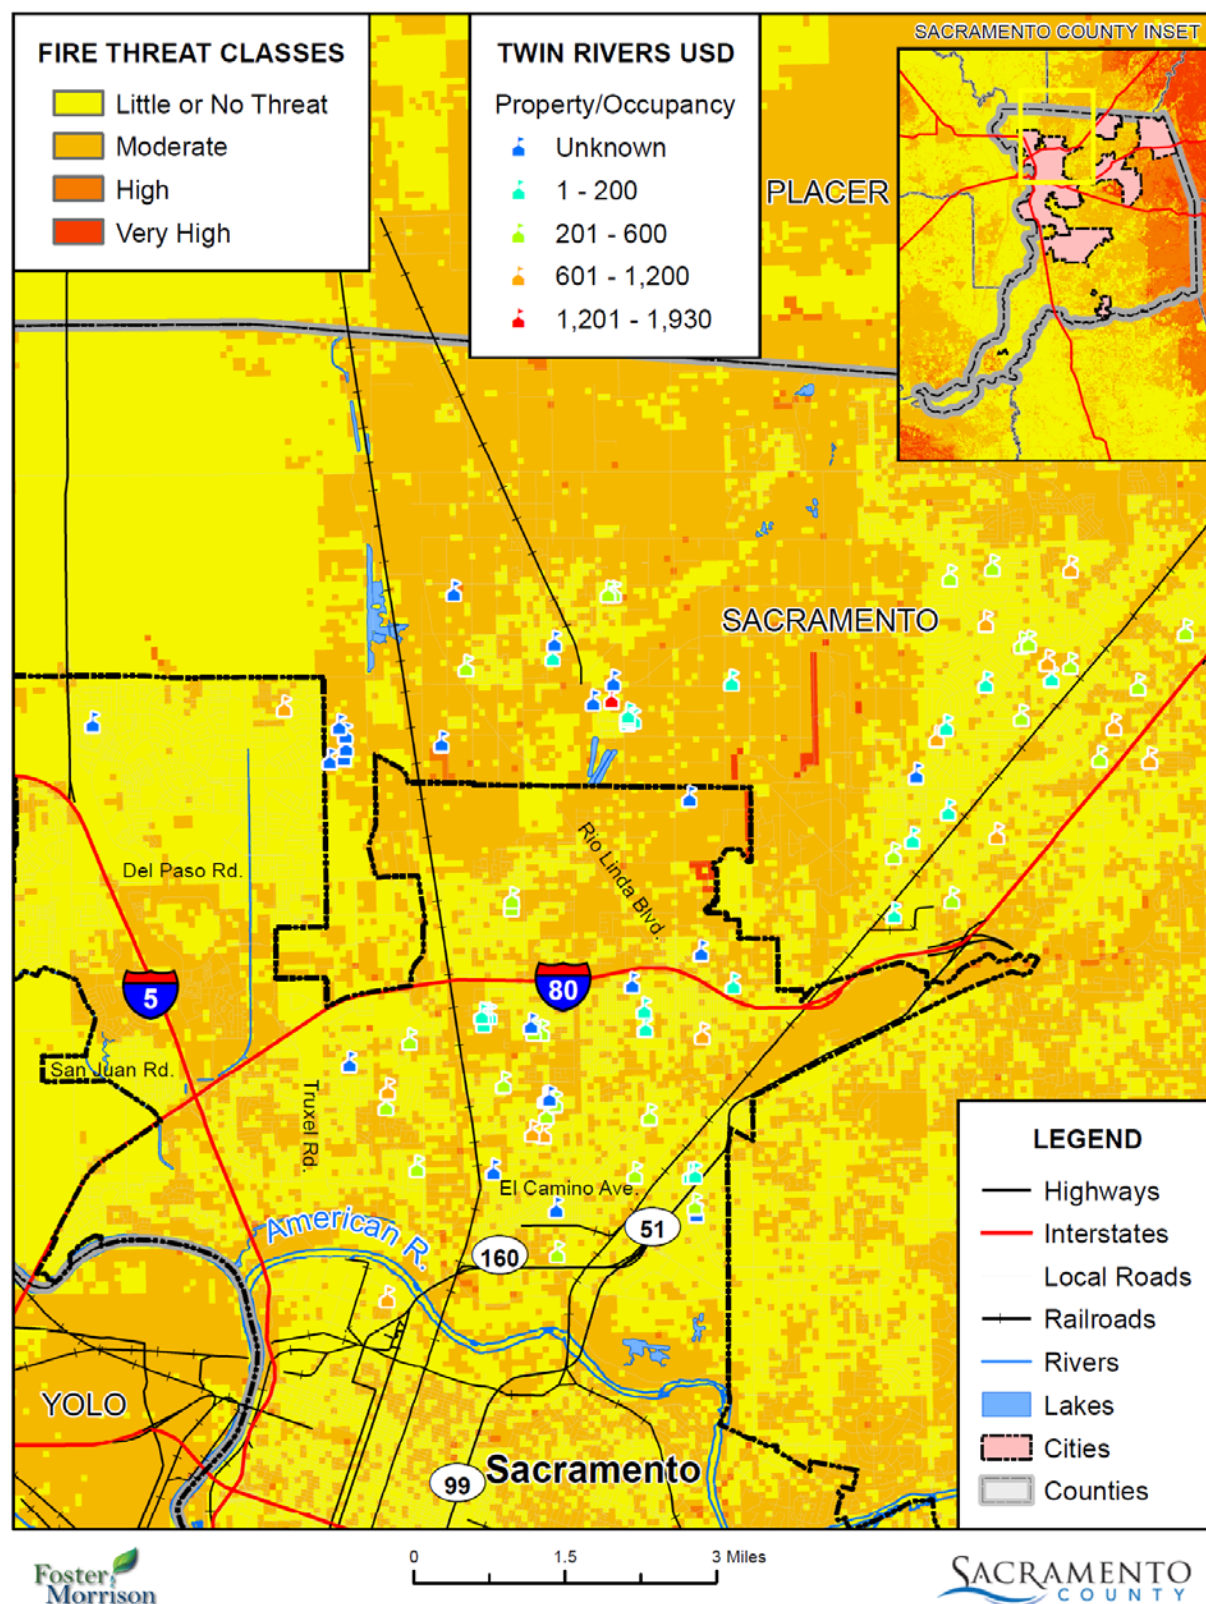 SACRAMENTO COUNTY INSET
FIRE THREAT CLASSES
Little or No Threat
Moderate
High
Very High
TWIN RIVERS USD
Property/Occupancy
Unknown
1 - 200
201 - 600
601 - 1,200
1,201 - 1,930
PLACER
SACRAMENTO
Rio Linda Blvd.
Del Paso Rd.
5
80
San Juan Rd.
Truxel Rd.
El Camino Ave.
American R.
51
160
YOLO
Sacramento
99
LEGEND
Highways
Interstates
Local Roads
Railroads
Rivers
Lakes
Cities
Counties
0 1.5 3 Miles
Foster
Morrison
SACRAMENTO
COUNTY